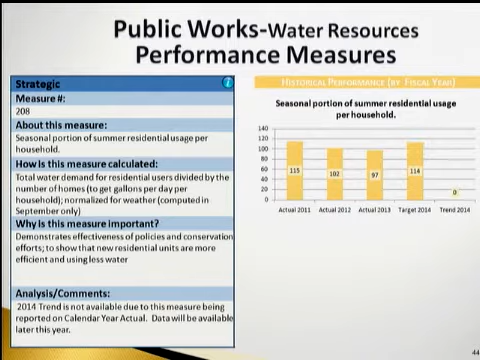 Public Works-Water Resources
Performance Measures
Strategic
Measure #:
208
About this measure:
Seasonal portion of summer residential usage per
household.
How is this measure calculated:
Total water demand for residential users divided by the
number of homes (to get gallons per day per
household); normalized for weather (computed in
September only)
Why is this measure important?
Demonstrates effectiveness of policies and conservation
efforts; to show that new residential units are more
efficient and using less water
Analysis/Comments:
2014 Trend is not available due to this measure being
reported on Calendar Year Actual. Data will be available
later this year.
Historical Performance (by Fiscal Year)
Seasonal portion of summer residential usage
per household.
140
120
100
80
60
40
20
0
115
102
97
114
0
Actual 2011
Actual 2012
Actual 2013
Target 2014
Trend 2014
44